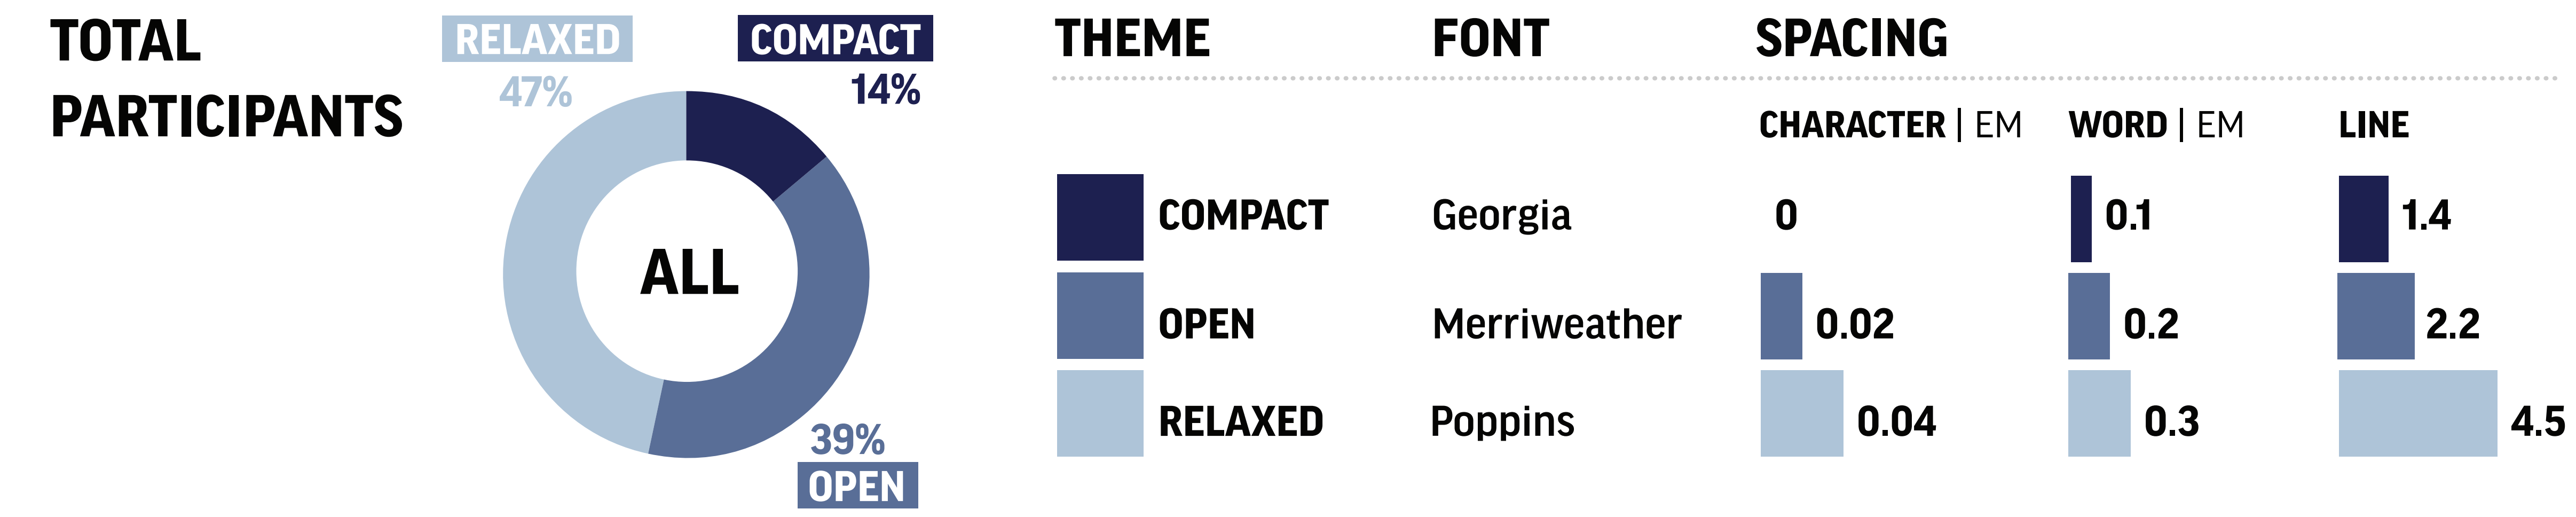 TOTAL
PARTICIPANTS
RELAXED
47%
COMPACT
14%
ALL
39%
OPEN
THEME FONT SPACING
CHARACTER | EM WORD | EM LINE
COMPACT Georgia 0 0.1 1.4
OPEN Merriweather 0.02 0.2 2.2
RELAXED Poppins 0.04 0.3 4.5